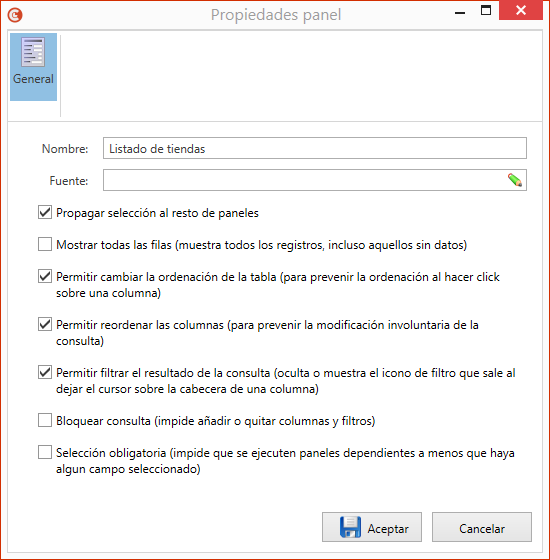 Propiedades panel
General
Nombre: Listado de tiendas
Fuente:
Propagar selección al resto de paneles
Mostrar todas las filas (muestra todos los registros, incluso aquellos sin datos)
Permitir cambiar la ordenación de la tabla (para prevenir la ordenación al hacer click
sobre una columna)
Permitir reordenar las columnas (para prevenir la modificación involuntaria de la
consulta)
Permitir filtrar el resultado de la consulta (oculta o muestra el icono de filtro que sale al
dejar el cursor sobre la cabecera de una columna)
Bloquear consulta (impide añadir o quitar columnas y filtros)
Selección obligatoria (impide que se ejecuten paneles dependientes a menos que haya
algun campo seleccionado)
Aceptar Cancelar